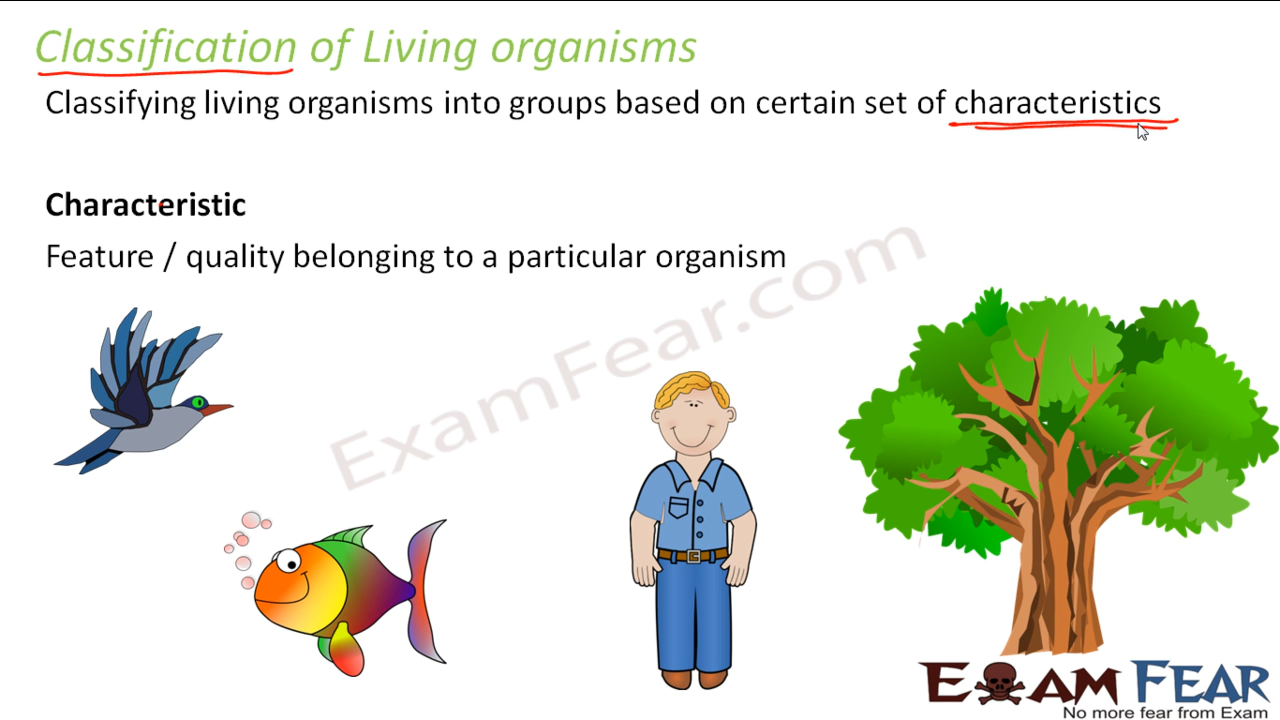 Classification of Living organisms
Classifying living organisms into groups based on certain set of characteristics
Characteristic
Feature / quality belonging to a particular organism
ExamFear.com
EXAM FEAR
No more fear from Exam